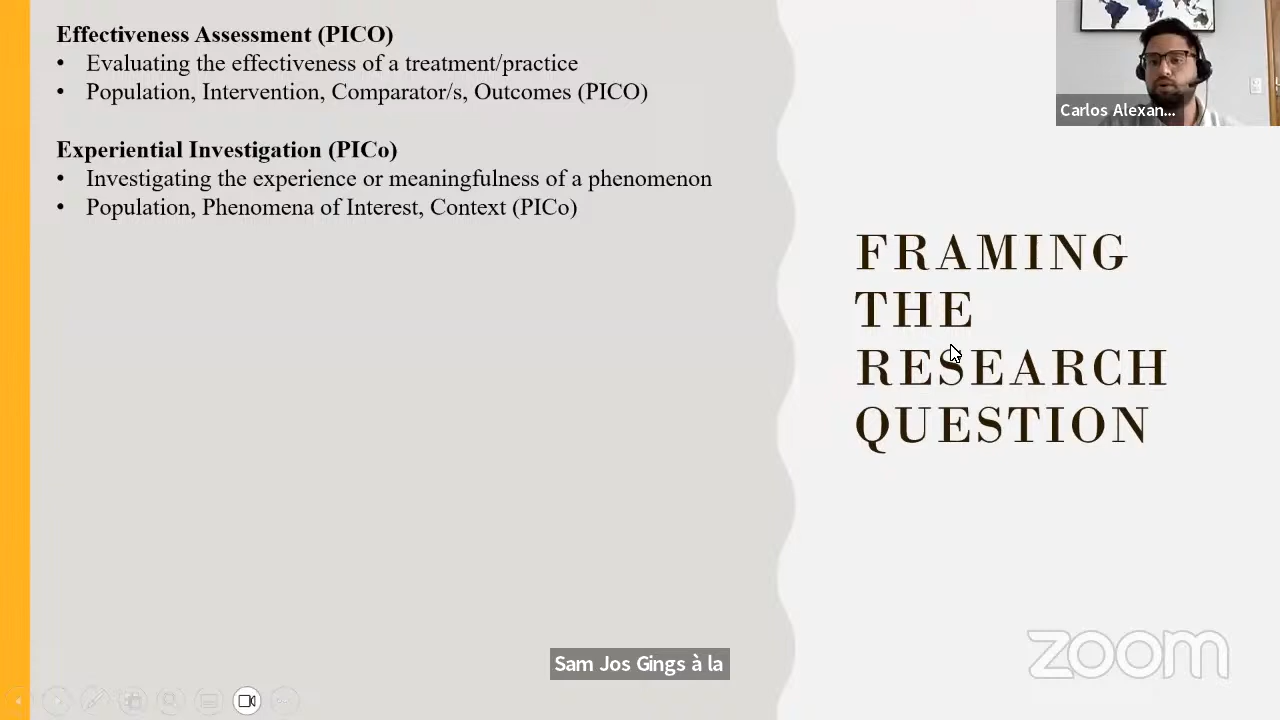 Effectiveness Assessment (PICO)
• Evaluating the effectiveness of a treatment/practice
• Population, Intervention, Comparator/s, Outcomes (PICO)
Experiential Investigation (PICo)
• Investigating the experience or meaningfulness of a phenomenon
• Population, Phenomena of Interest, Context (PICo)
Carlos Alexan...
FRAMING
THE
RESEARCH
QUESTION
Sam Jos Gings à la
zoom